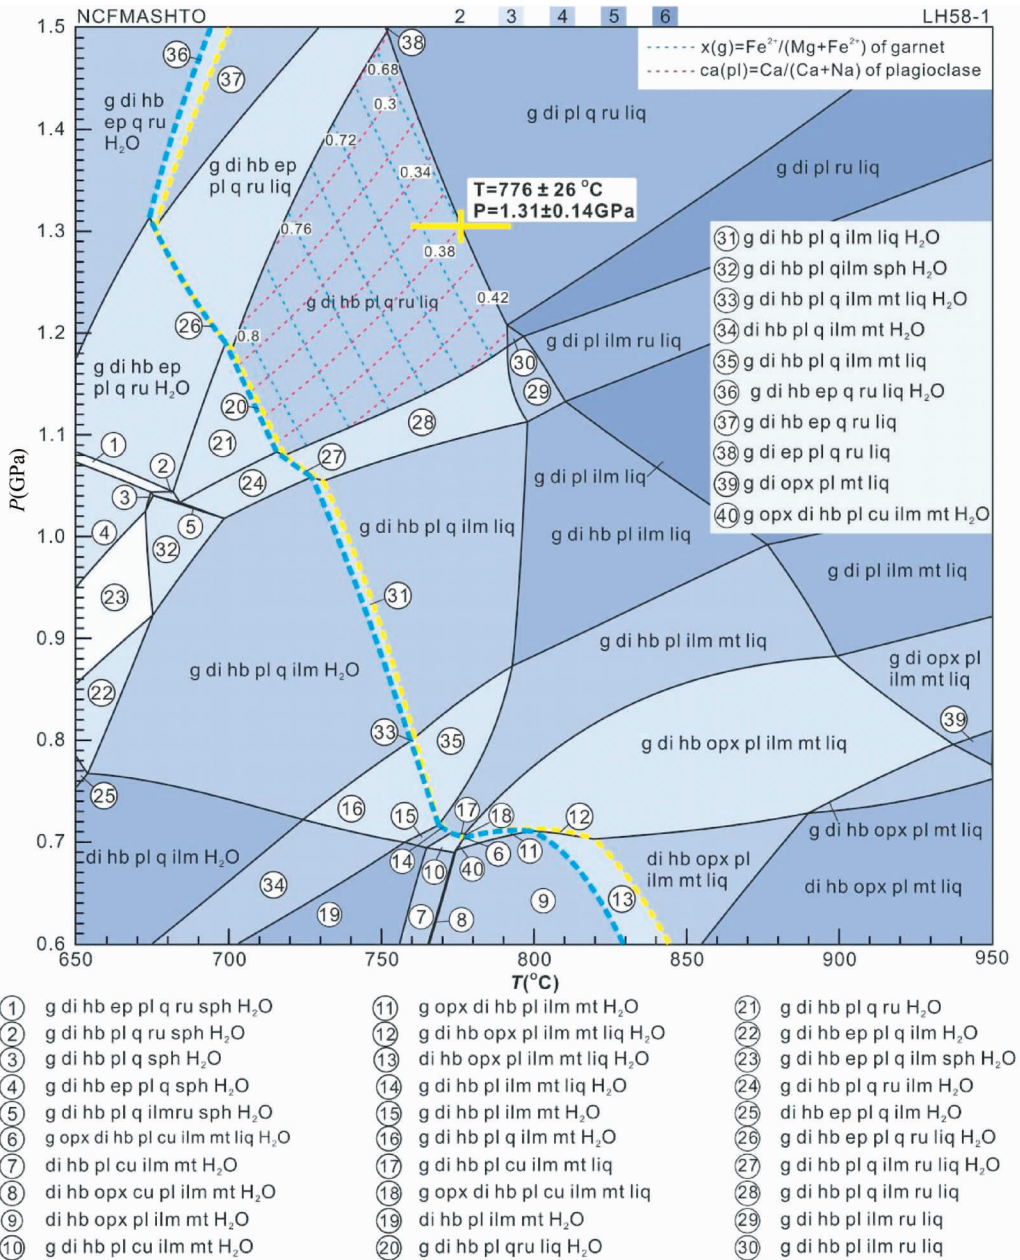 NCFMASHTO 2 3 4 5 6 LH58-1
x(g)=Fe²⁺/(Mg+Fe²⁺) of garnet
ca(pl)=Ca/(Ca+Na) of plagioclase
1.5
1.4
1.3
1.2
1.1
1.0
0.9
0.8
0.7
0.6
P(GPa)
650 700 750 800 850 900 950
T(°C)
36
37
38
g di hb
ep q ru
H₂O
g di hb ep
pl q ru liq
g di pl q ru liq
g di pl ru liq
0.68
0.3
0.72
0.34
0.76
0.38
0.42
0.8
T=776 ± 26 °C
P=1.31±0.14GPa
g di hb pl q ru liq
26
g di hb ep
pl q ru H₂O
g di pl ilm ru liq
30
29
20
21
28
1
2
27
24
3
5
4
32
23
g di pl ilm liq
g di hb pl q ilm liq
g di hb pl ilm liq
g di pl ilm mt liq
31
g di hb pl ilm mt liq
g di hb pl q ilm H₂O
g di opx pl
ilm mt liq
22
39
33
35
g di hb opx pl ilm mt liq
25
16
15
17
18
12
14
10
40
6
11
g di hb opx pl mt liq
di hb pl q ilm H₂O
di hb opx pl
ilm mt liq
di hb opx pl mt liq
34
19
7
8
9
13
31 g di hb pl q ilm liq H₂O
32 g di hb pl qilm sph H₂O
33 g di hb pl q ilm mt liq H₂O
34 di hb pl q ilm mt H₂O
35 g di hb pl q ilm mt liq
36 g di hb ep q ru liq H₂O
37 g di hb ep q ru liq
38 g di ep pl q ru liq
39 g di opx pl mt liq
40 g opx di hb pl cu ilm mt H₂O
1 g di hb ep pl q ru sph H₂O
2 g di hb pl q ru sph H₂O
3 g di hb pl q sph H₂O
4 g di hb ep pl q sph H₂O
5 g di hb pl q ilmru sph H₂O
6 g opx di hb pl cu ilm mt liq H₂O
7 di hb pl cu ilm mt H₂O
8 di hb opx cu pl ilm mt H₂O
9 di hb opx pl ilm mt H₂O
10 g di hb pl cu ilm mt H₂O
11 g opx di hb pl ilm mt H₂O
12 g di hb opx pl ilm mt liq H₂O
13 di hb opx pl ilm mt liq H₂O
14 g di hb pl ilm mt liq H₂O
15 g di hb pl ilm mt H₂O
16 g di hb pl q ilm mt H₂O
17 g di hb pl cu ilm mt liq
18 g opx di hb pl cu ilm mt liq
19 di hb pl ilm mt H₂O
20 g di hb pl qru liq H₂O
21 g di hb pl q ru H₂O
22 g di hb ep pl q ilm H₂O
23 g di hb ep pl q ilm sph H₂O
24 g di hb pl q ru ilm H₂O
25 di hb ep pl q ilm H₂O
26 g di hb ep pl q ru liq H₂O
27 g di hb pl q ilm ru liq H₂O
28 g di hb pl q ilm ru liq
29 g di hb pl ilm ru liq
30 g di hb pl ilm ru liq